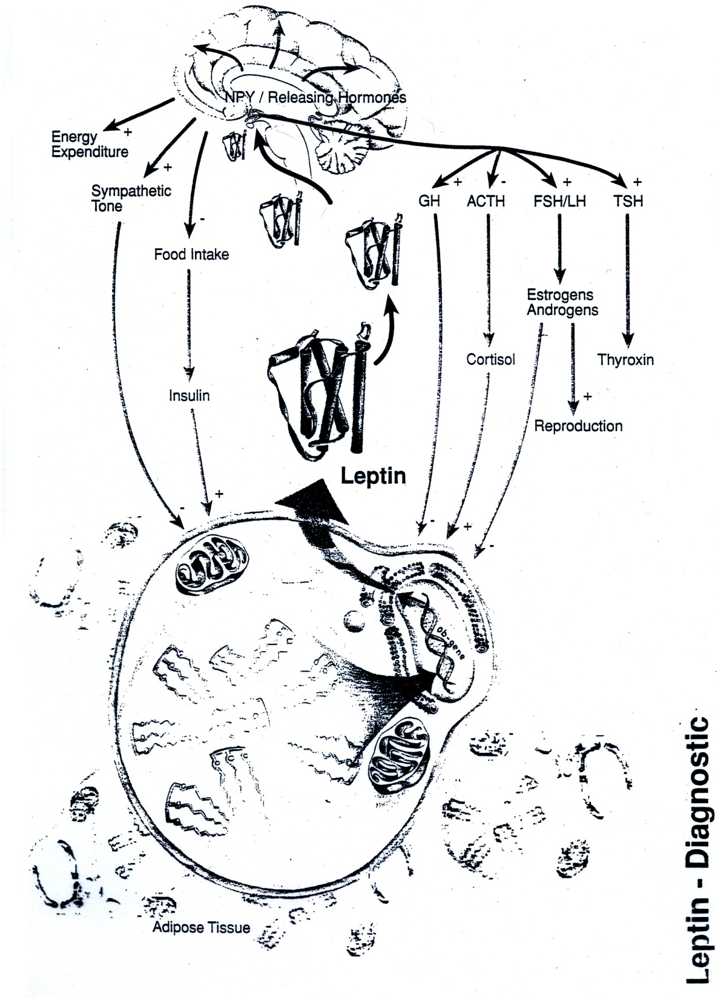 NPY / Releasing Hormones
Energy
Expenditure
+
Sympathetic
Tone
+
Food Intake
-
Insulin
GH
+
ACTH
-
FSH/LH
+
TSH
+
Estrogens
Androgens
Cortisol
Thyroxin
+
Reproduction
Leptin
-
+
-
+
-
ob-gene
Adipose Tissue
Leptin - Diagnostic